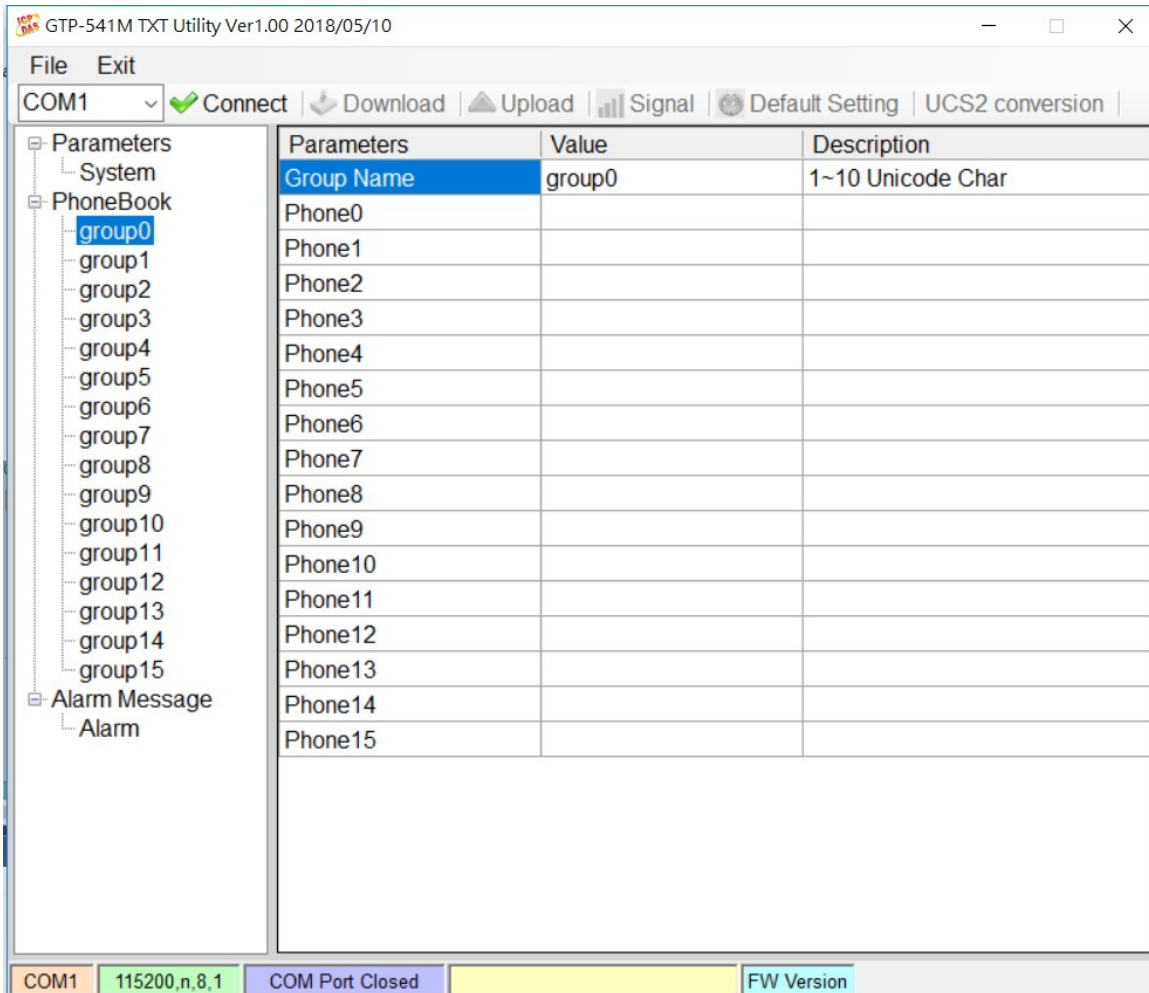 ICP DAS GTP-541M TXT Utility Ver1.00 2018/05/10
File Exit
COM1 Connect Download Upload Signal Default Setting UCS2 conversion
Parameters
System
PhoneBook
group0
group1
group2
group3
group4
group5
group6
group7
group8
group9
group10
group11
group12
group13
group14
group15
Alarm Message
Alarm
Parameters Value Description
Group Name group0 1~10 Unicode Char
Phone0
Phone1
Phone2
Phone3
Phone4
Phone5
Phone6
Phone7
Phone8
Phone9
Phone10
Phone11
Phone12
Phone13
Phone14
Phone15
COM1 115200,n,8,1 COM Port Closed FW Version